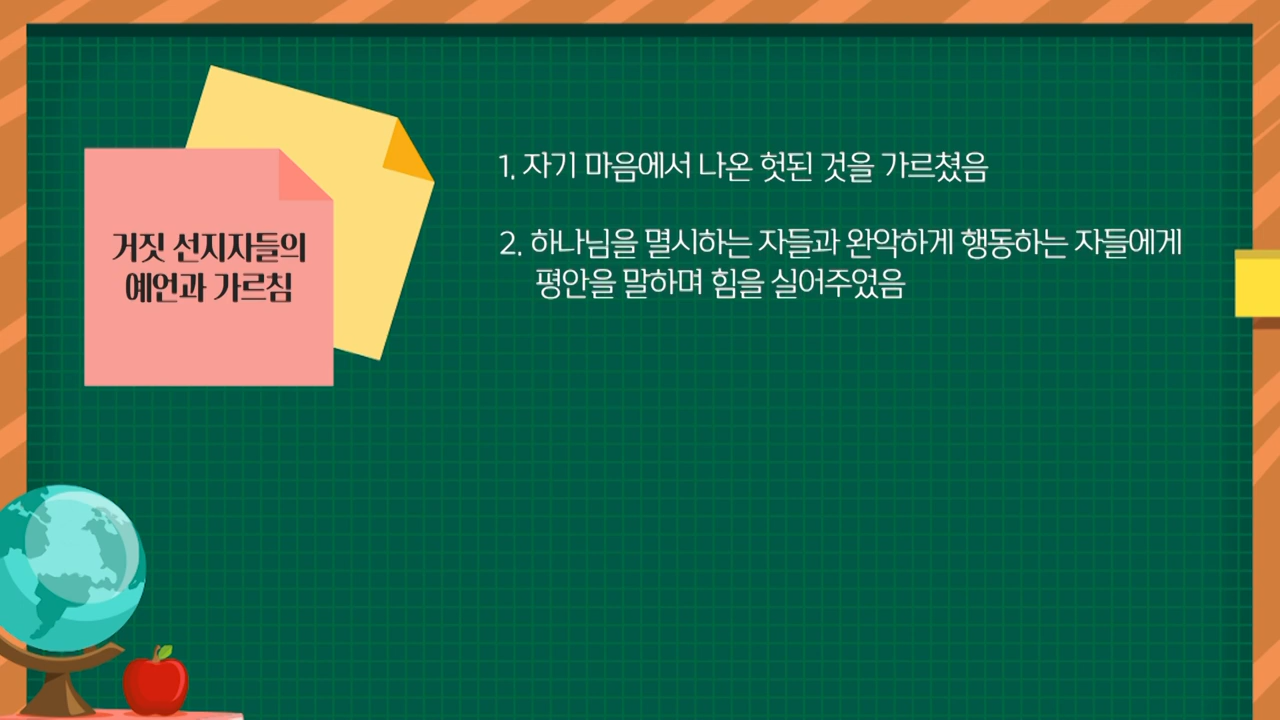 거짓 선지자들의
예언과 가르침
1. 자기 마음에서 나온 헛된 것을 가르쳤음
2. 하나님을 멸시하는 자들과 완악하게 행동하는 자들에게
평안을 말하며 힘을 실어주었음